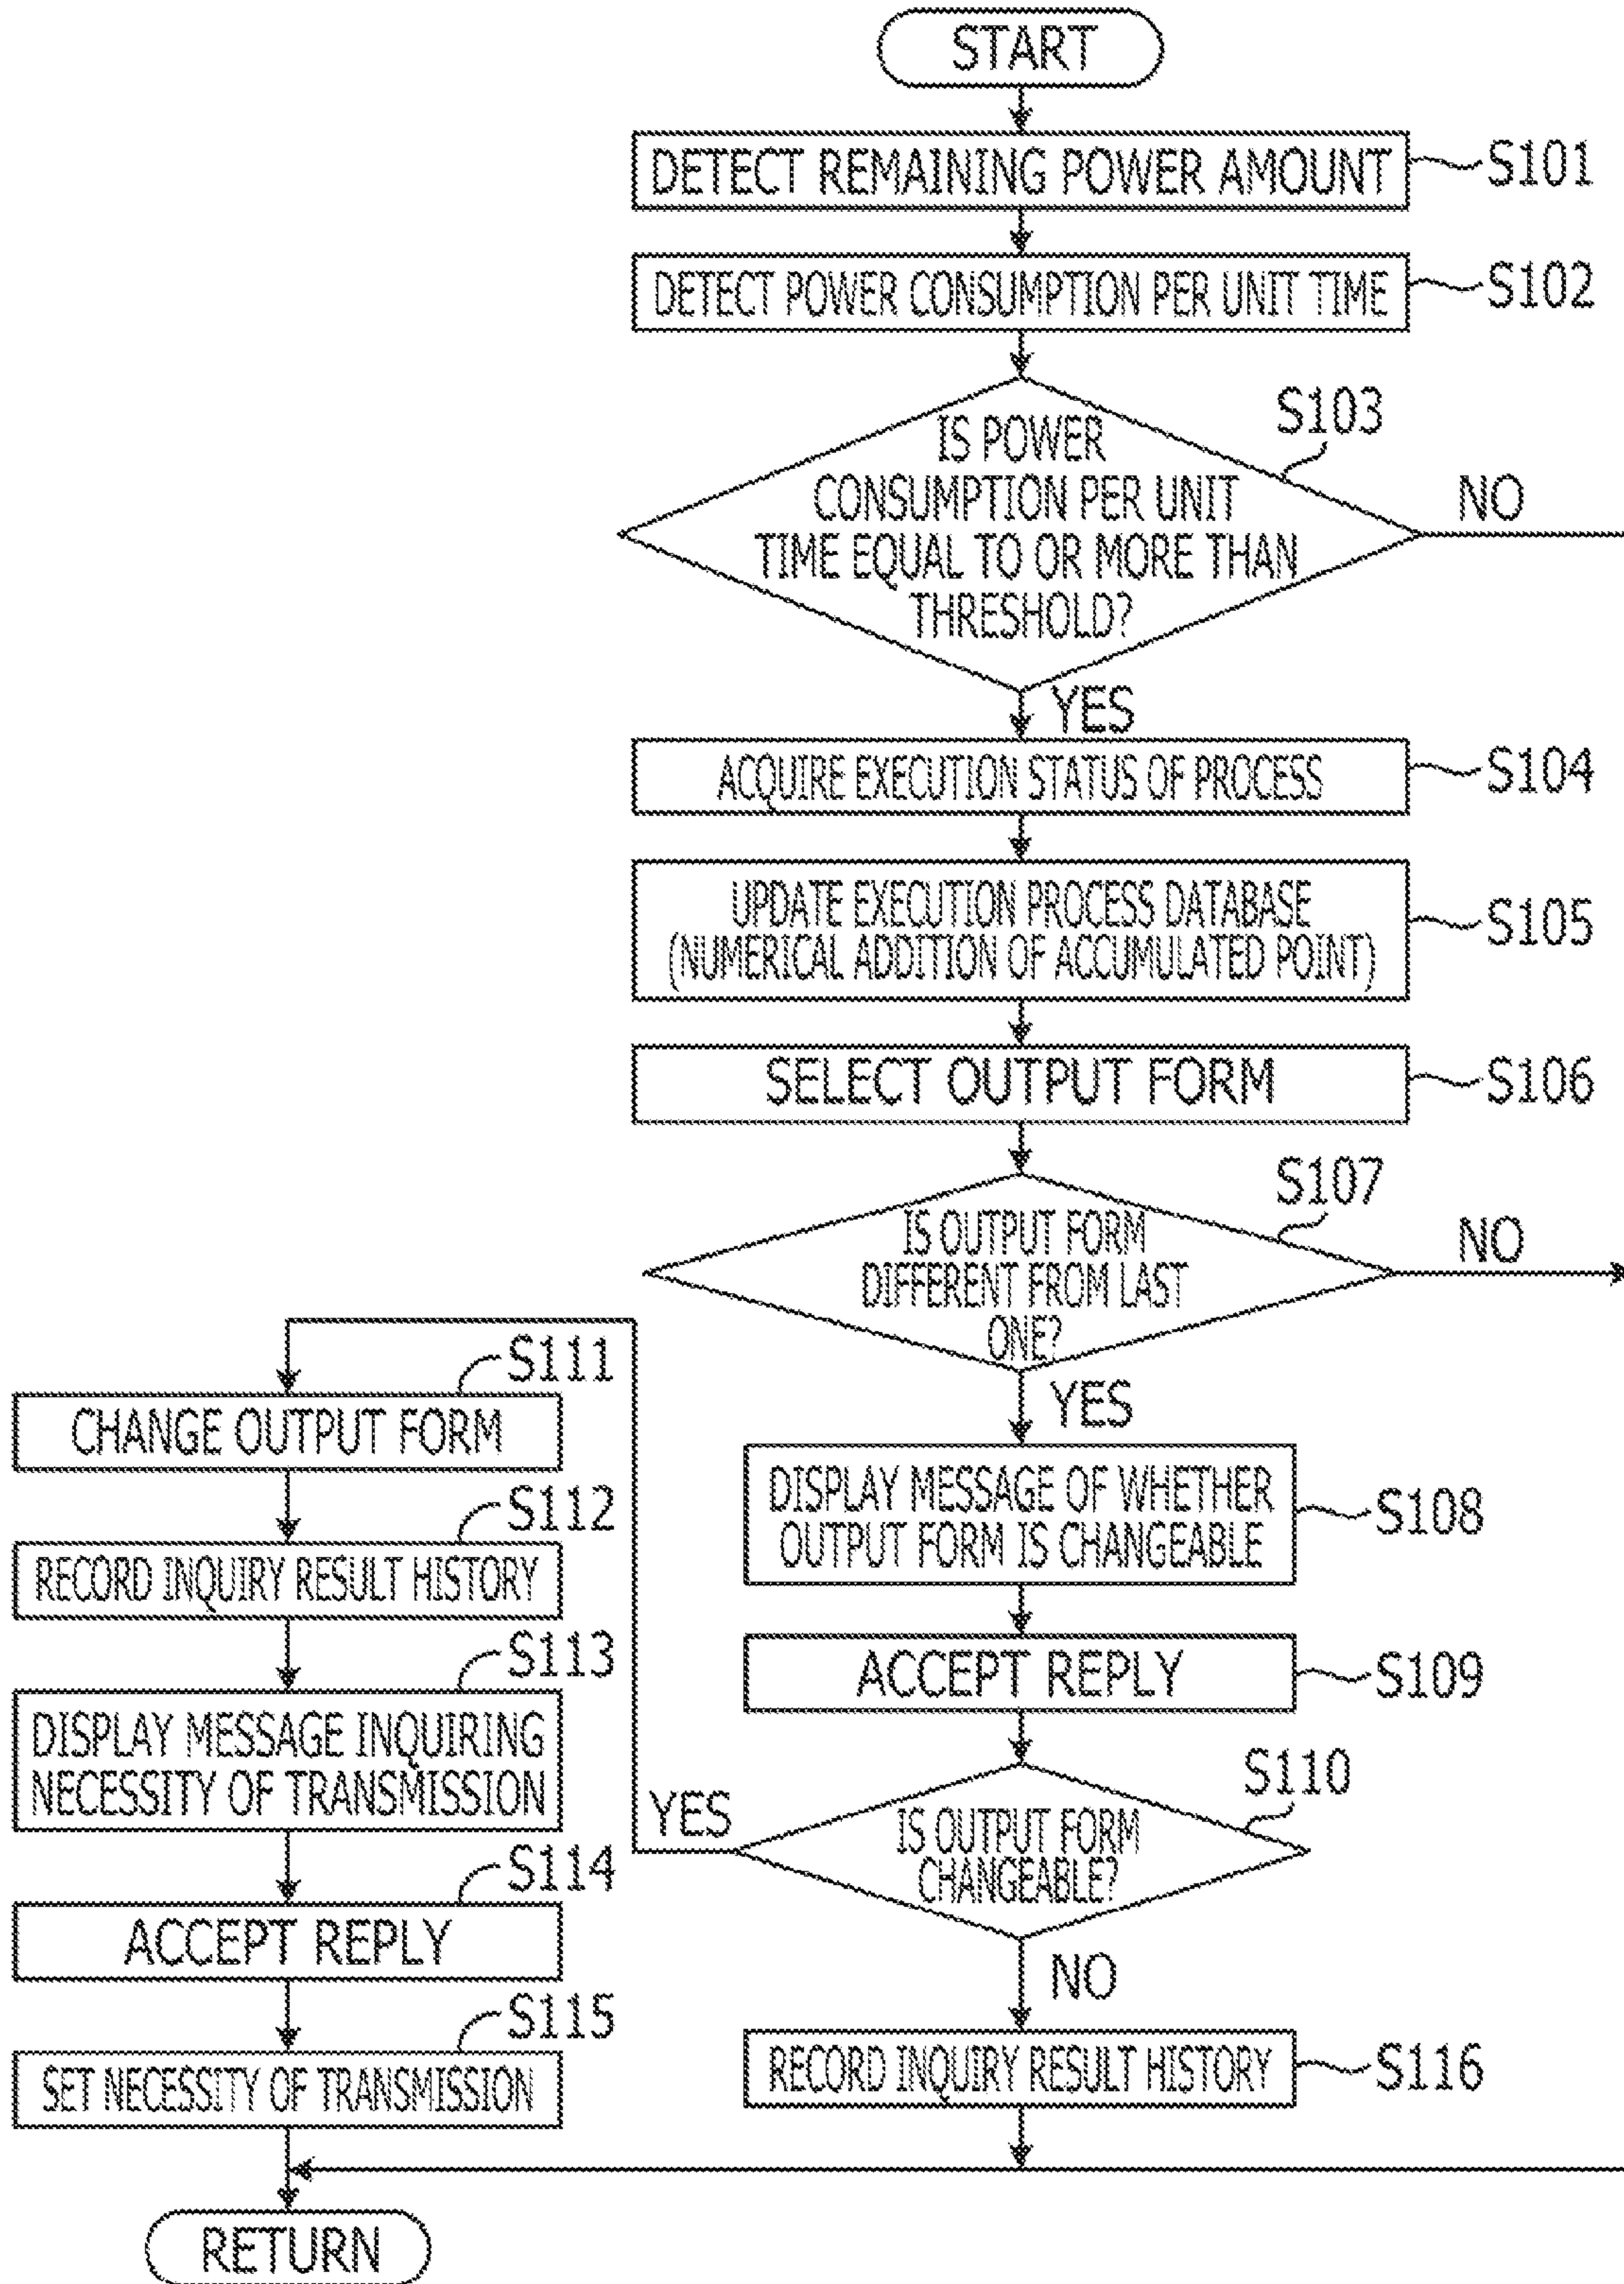 START
DETECT REMAINING POWER AMOUNT
S101
DETECT POWER CONSUMPTION PER UNIT TIME
S102
S103
IS POWER
CONSUMPTION PER UNIT
TIME EQUAL TO OR MORE THAN
THRESHOLD?
NO
YES
ACQUIRE EXECUTION STATUS OF PROCESS
S104
UPDATE EXECUTION PROCESS DATABASE
(NUMERICAL ADDITION OF ACCUMULATED POINT)
S105
SELECT OUTPUT FORM
S106
S107
IS OUTPUT FORM
DIFFERENT FROM LAST
ONE?
NO
YES
DISPLAY MESSAGE OF WHETHER
OUTPUT FORM IS CHANGEABLE
S108
ACCEPT REPLY
S109
S110
IS OUTPUT FORM
CHANGEABLE?
YES
NO
S111
CHANGE OUTPUT FORM
S112
RECORD INQUIRY RESULT HISTORY
S113
DISPLAY MESSAGE INQUIRING
NECESSITY OF TRANSMISSION
S114
ACCEPT REPLY
S115
SET NECESSITY OF TRANSMISSION
RECORD INQUIRY RESULT HISTORY
S116
RETURN